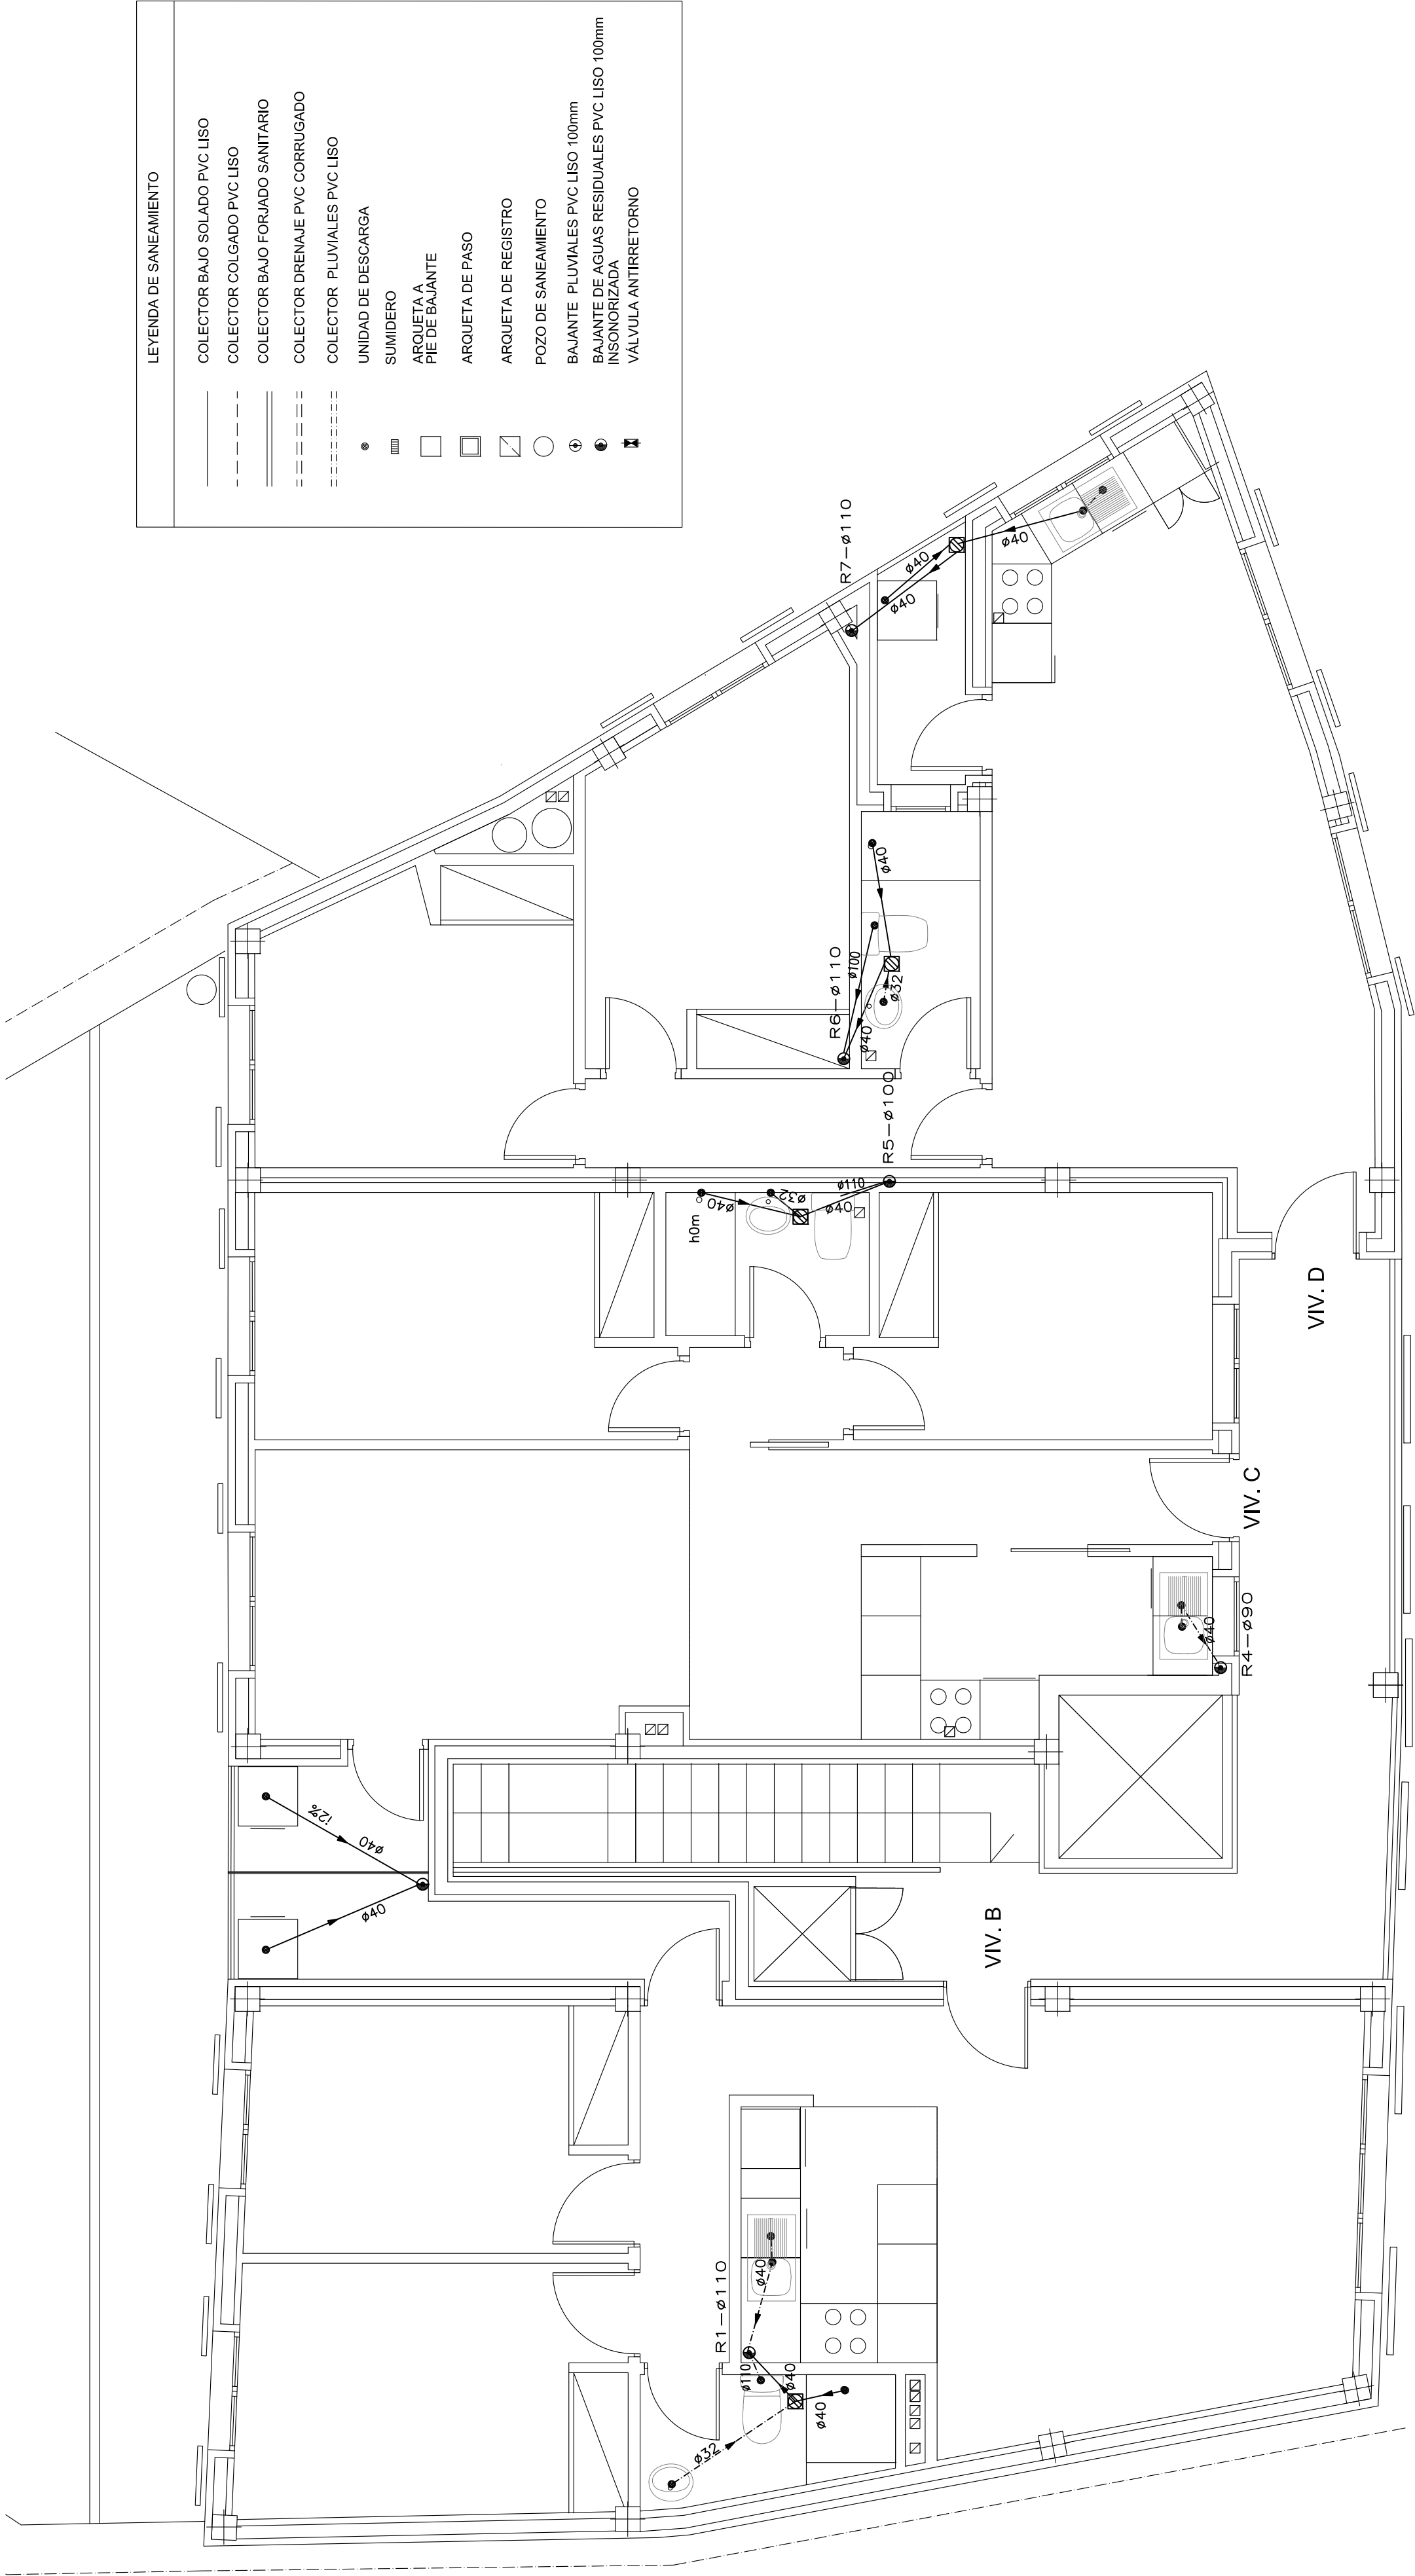 LEYENDA DE SANEAMIENTO
COLECTOR BAJO SOLADO PVC LISO
COLECTOR COLGADO PVC LISO
COLECTOR BAJO FORJADO SANITARIO
COLECTOR DRENAJE PVC CORRUGADO
COLECTOR PLUVIALES PVC LISO
UNIDAD DE DESCARGA
SUMIDERO
ARQUETA A
PIE DE BAJANTE
ARQUETA DE PASO
ARQUETA DE REGISTRO
POZO DE SANEAMIENTO
BAJANTE PLUVIALES PVC LISO 100mm
BAJANTE DE AGUAS RESIDUALES PVC LISO 100mm
INSONORIZADA
VÁLVULA ANTIRRETORNO
R7-ø110
ø40
ø40
ø40
R6-ø110
ø100
ø40
ø32
ø40
R5-ø100
ø110
ø40
ø32
ø40
h0m
VIV. D
VIV. C
R4-ø90
ø40
i2%
ø40
ø40
VIV. B
R1-ø110
ø40
ø110
ø40
ø40
ø32